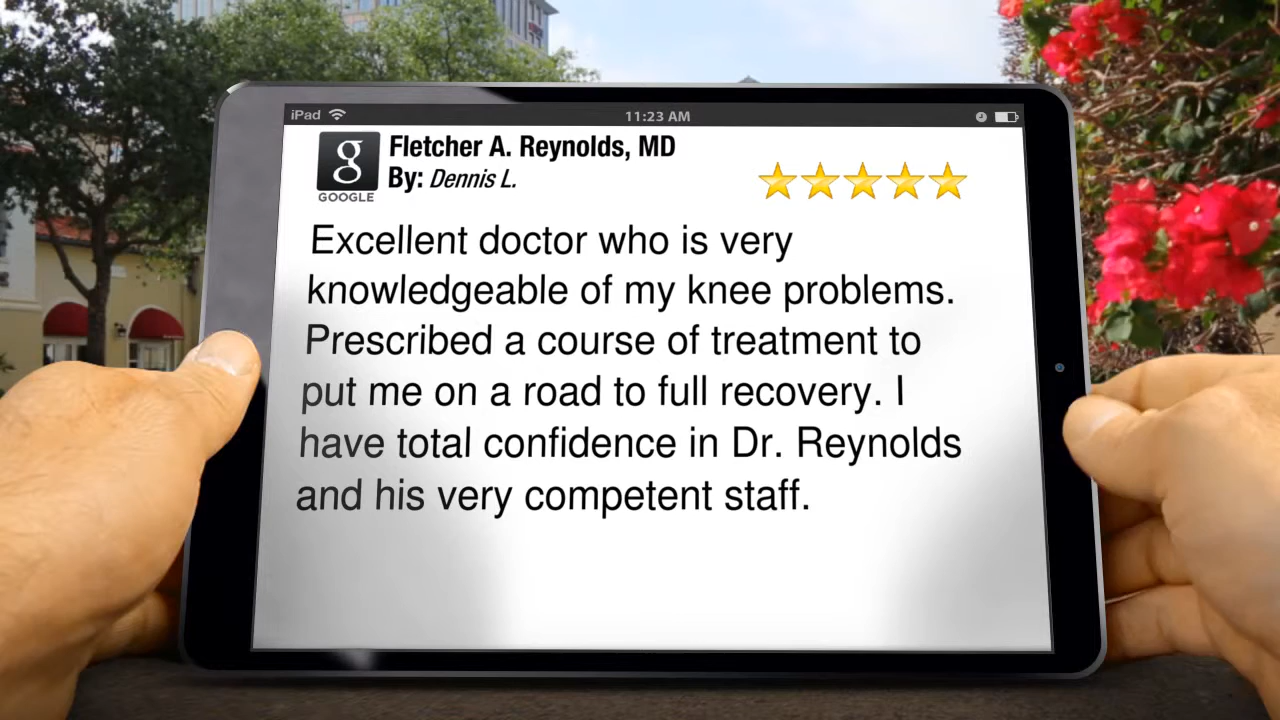 iPad 11:23 AM
g
GOOGLE
Fletcher A. Reynolds, MD
By: Dennis L.
Excellent doctor who is very
knowledgeable of my knee problems.
Prescribed a course of treatment to
put me on a road to full recovery. I
have total confidence in Dr. Reynolds
and his very competent staff.